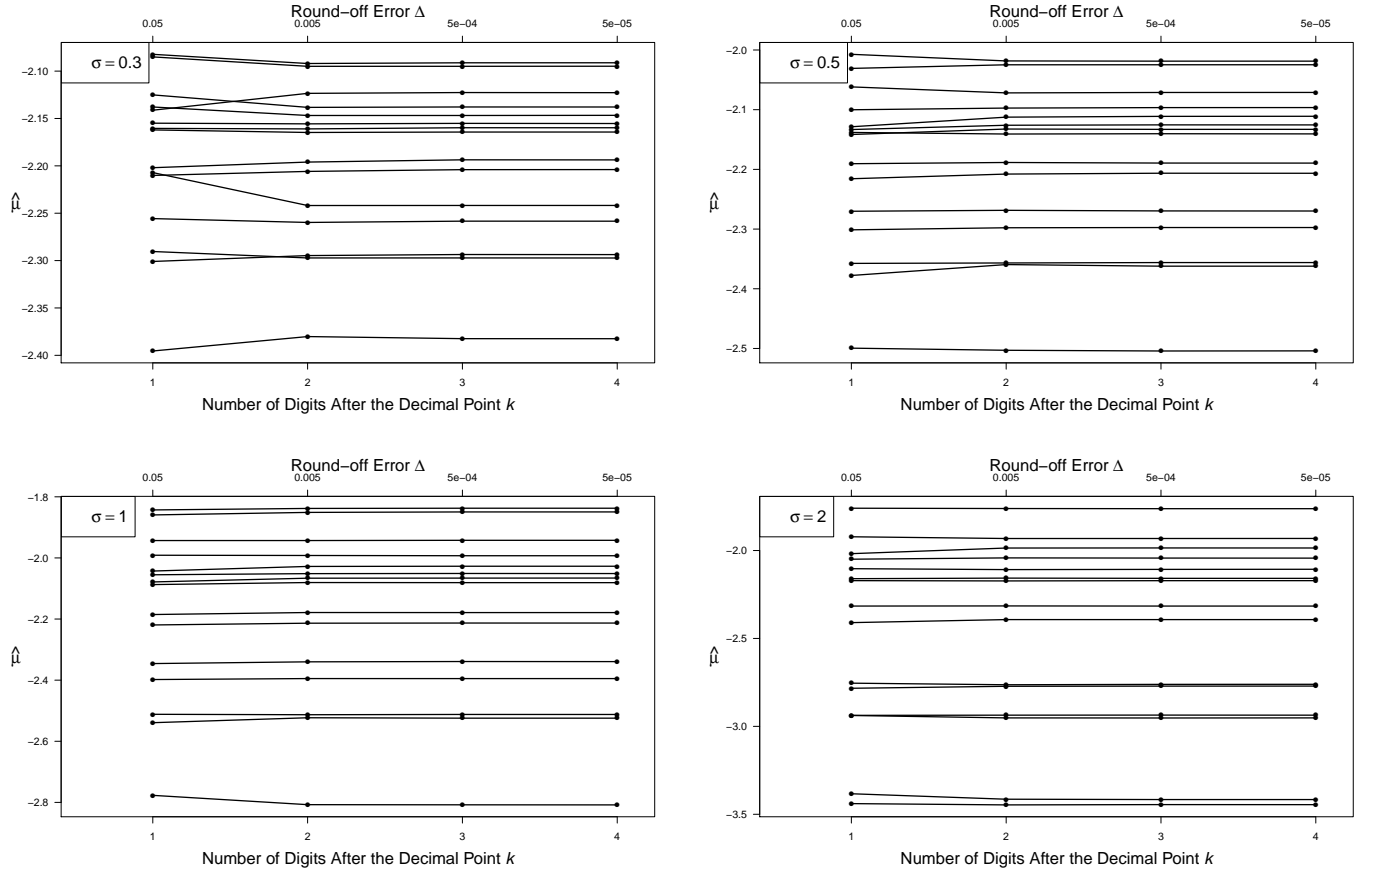 Round−off Error Δ
0.05 0.005 5e−04 5e−05
σ = 0.3
−2.10
−2.15
−2.20
−2.25
−2.30
−2.35
−2.40
μ̂
1 2 3 4
Number of Digits After the Decimal Point k
Round−off Error Δ
0.05 0.005 5e−04 5e−05
σ = 0.5
−2.0
−2.1
−2.2
−2.3
−2.4
−2.5
μ̂
1 2 3 4
Number of Digits After the Decimal Point k
Round−off Error Δ
0.05 0.005 5e−04 5e−05
σ = 1
−1.8
−2.0
−2.2
−2.4
−2.6
−2.8
μ̂
1 2 3 4
Number of Digits After the Decimal Point k
Round−off Error Δ
0.05 0.005 5e−04 5e−05
σ = 2
−2.0
−2.5
−3.0
−3.5
μ̂
1 2 3 4
Number of Digits After the Decimal Point k